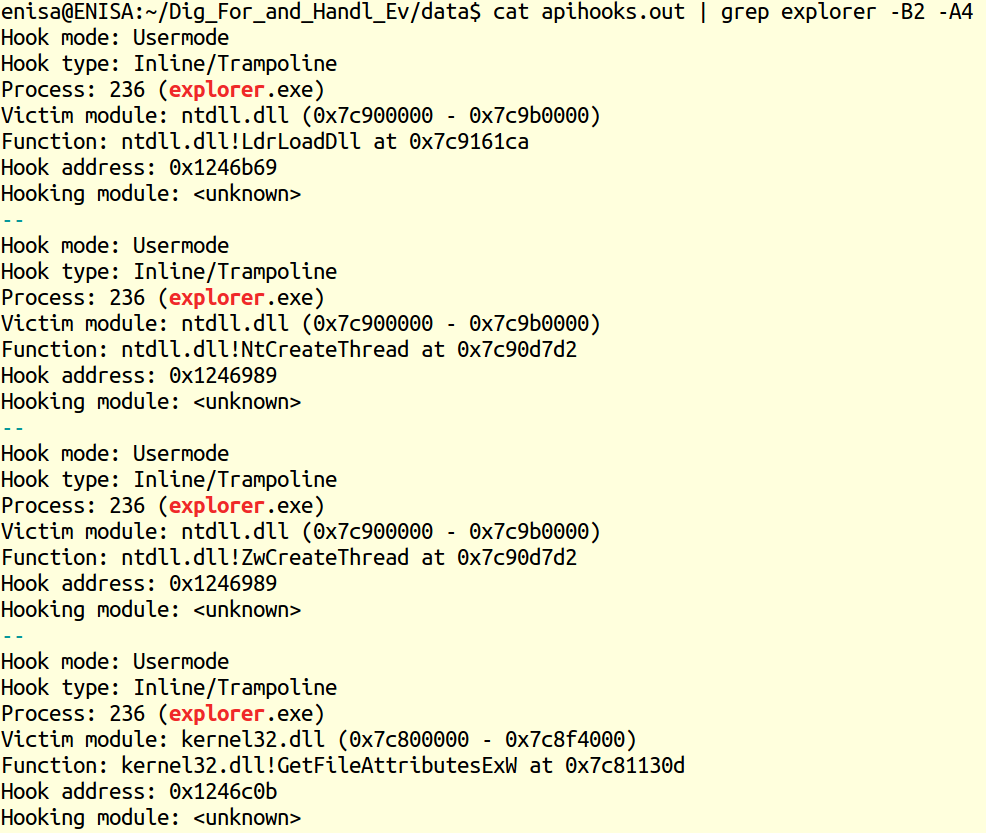 enisa@ENISA:~/Dig_For_and_Handl_Ev/data$ cat apihooks.out | grep explorer -B2 -A4
Hook mode: Usermode
Hook type: Inline/Trampoline
Process: 236 (explorer.exe)
Victim module: ntdll.dll (0x7c900000 - 0x7c9b0000)
Function: ntdll.dll!LdrLoadDll at 0x7c9161ca
Hook address: 0x1246b69
Hooking module: <unknown>
--
Hook mode: Usermode
Hook type: Inline/Trampoline
Process: 236 (explorer.exe)
Victim module: ntdll.dll (0x7c900000 - 0x7c9b0000)
Function: ntdll.dll!NtCreateThread at 0x7c90d7d2
Hook address: 0x1246989
Hooking module: <unknown>
--
Hook mode: Usermode
Hook type: Inline/Trampoline
Process: 236 (explorer.exe)
Victim module: ntdll.dll (0x7c900000 - 0x7c9b0000)
Function: ntdll.dll!ZwCreateThread at 0x7c90d7d2
Hook address: 0x1246989
Hooking module: <unknown>
--
Hook mode: Usermode
Hook type: Inline/Trampoline
Process: 236 (explorer.exe)
Victim module: kernel32.dll (0x7c800000 - 0x7c8f4000)
Function: kernel32.dll!GetFileAttributesExW at 0x7c81130d
Hook address: 0x1246c0b
Hooking module: <unknown>